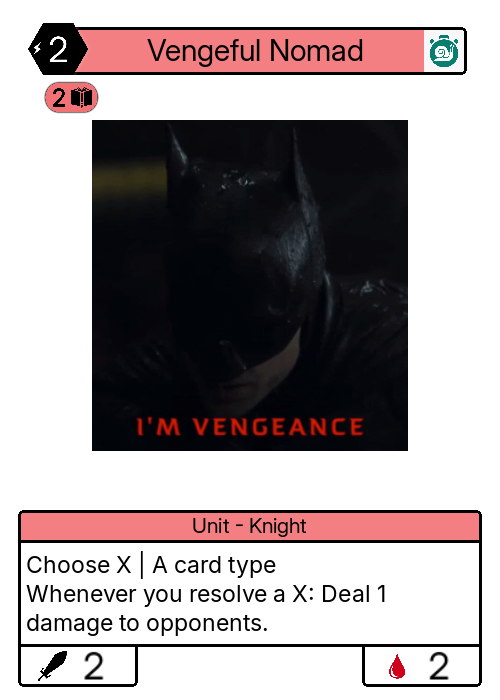 2 Vengeful Nomad
2
I'M VENGEANCE
Unit - Knight
Choose X | A card type
Whenever you resolve a X: Deal 1
damage to opponents.
2 2